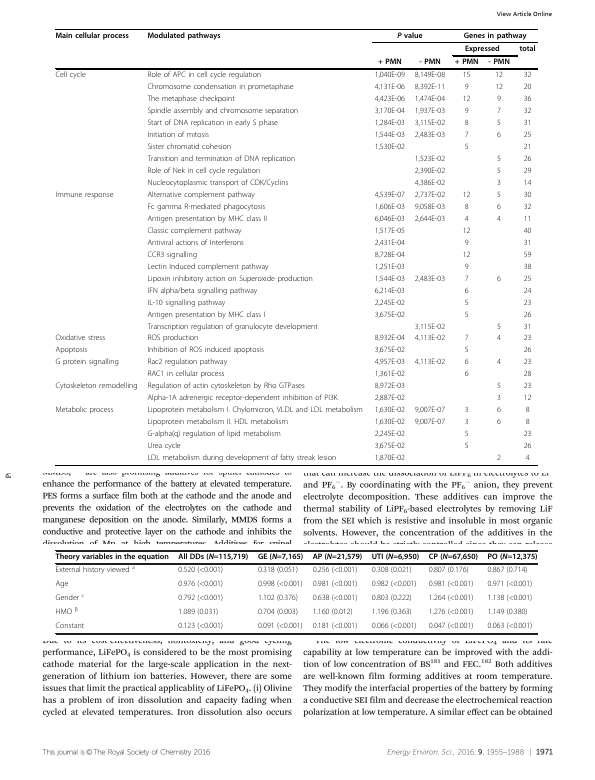 View Article Online
Main cellular process Modulated pathways P value Genes in pathway
Expressed total
+ PMN - PMN + PMN - PMN
Cell cycle Role of APC in cell cycle regulation 1,040E-09 8,149E-08 15 12 32
Chromosome condensation in prometaphase 4,131E-06 8,392E-11 9 12 20
The metaphase checkpoint 4,423E-06 1,474E-04 12 9 36
Spindle assembly and chromosome separation 3,170E-04 1,937E-03 9 7 32
Start of DNA replication in early S phase 1,284E-03 3,115E-02 8 5 31
Initiation of mitosis 1,544E-03 2,483E-03 7 6 25
Sister chromatid cohesion 1,530E-02 5 21
Transition and termination of DNA replication 1,523E-02 5 26
Role of Nek in cell cycle regulation 2,390E-02 5 29
Nucleocytoplasmic transport of CDK/Cyclins 4,386E-02 3 14
Immune response Alternative complement pathway 4,539E-07 2,737E-02 12 5 30
Fc gamma R-mediated phagocytosis 1,606E-03 9,058E-03 8 6 32
Antigen presentation by MHC class II 6,046E-03 2,644E-03 4 4 11
Classic complement pathway 1,517E-05 12 40
Antiviral actions of Interferons 2,431E-04 9 31
CCR3 signalling 8,728E-04 12 59
Lectin Induced complement pathway 1,251E-03 9 38
Lipoxin inhibitory action on Superoxide production 1,544E-03 2,483E-03 7 6 25
IFN alpha/beta signalling pathway 6,214E-03 6 24
IL-10 signalling pathway 2,245E-02 5 23
Antigen presentation by MHC class I 3,675E-02 5 26
Transcription regulation of granulocyte development 3,115E-02 5 31
Oxidative stress ROS production 8,932E-04 4,113E-02 7 4 23
Apoptosis Inhibition of ROS induced apoptosis 3,675E-02 5 26
G protein signalling Rac2 regulation pathway 4,957E-03 4,113E-02 6 4 23
RAC1 in cellular process 1,361E-02 6 28
Cytoskeleton remodelling Regulation of actin cytoskeleton by Rho GTPases 8,972E-03 5 23
Alpha-1A adrenergic receptor-dependent inhibition of PI3K 2,887E-02 3 12
Metabolic process Lipoprotein metabolism I. Chylomicron, VLDL and LDL metabolism 1,630E-02 9,007E-07 3 6 8
Lipoprotein metabolism II. HDL metabolism 1,630E-02 9,007E-03 3 6 8
G-alpha(q) regulation of lipid metabolism 2,245E-02 5 23
Urea cycle 3,675E-02 5 26
LDL metabolism during development of fatty streak lesion 1,870E-02 2 4
enhance the performance of the battery at elevated temperature.
PES forms a surface film both at the cathode and the anode and
prevents the oxidation of the electrolytes on the cathode and
manganese deposition on the anode. Similarly, MMDS forms a
conductive and protective layer on the cathode and inhibits the
dissolution of Mn at high temperatures. Additives for spinel
that can increase the dissociation of LiPF6 in electrolytes to Li+
and PF6−. By coordinating with the PF6− anion, they prevent
electrolyte decomposition. These additives can improve the
thermal stability of LiPF6-based electrolytes by removing LiF
from the SEI which is resistive and insoluble in most organic
solvents. However, the concentration of the additives in the
Theory variables in the equation All DDs (N=115,719) GE (N=7,165) AP (N=21,579) UTI (N=6,950) CP (N=67,650) PO (N=12,375)
External history viewed a 0.520 (<0.001) 0.318 (0.051) 0.256 (<0.001) 0.308 (0.021) 0.807 (0.176) 0.867 (0.714)
Age 0.976 (<0.001) 0.998 (<0.001) 0.981 (<0.001) 0.982 (<0.001) 0.981 (<0.001) 0.971 (<0.001)
Gender c 0.792 (<0.001) 1.102 (0.376) 0.638 (<0.001) 0.803 (0.222) 1.264 (<0.001) 1.138 (<0.001)
HMO β 1.089 (0.031) 0.704 (0.003) 1.160 (0.012) 1.196 (0.363) 1.276 (<0.001) 1.149 (0.380)
Constant 0.123 (<0.001) 0.091 (<0.001) 0.181 (<0.001) 0.066 (<0.001) 0.047 (<0.001) 0.063 (<0.001)
Due to its cost-effectiveness, nontoxicity, and good cycling
performance, LiFePO4 is considered to be the most promising
cathode material for the large-scale application in the next-
generation of lithium ion batteries. However, there are some
issues that limit the practical applicablity of LiFePO4. (i) Olivine
has a problem of iron dissolution and capacity fading when
cycled at elevated temperatures. Iron dissolution also occurs
The low electronic conductivity of LiFePO4 and its rate
capability at low temperature can be improved with the addi-
tion of low concentration of BS181 and FEC.182 Both additives
are well-known film forming additives at room temperature.
They modify the interfacial properties of the battery by forming
a conductive SEI film and decrease the electrochemical reaction
polarization at low temperature. A similar effect can be obtained
This journal is © The Royal Society of Chemistry 2016
Energy Environ. Sci., 2016, 9, 1955–1988 | 1971